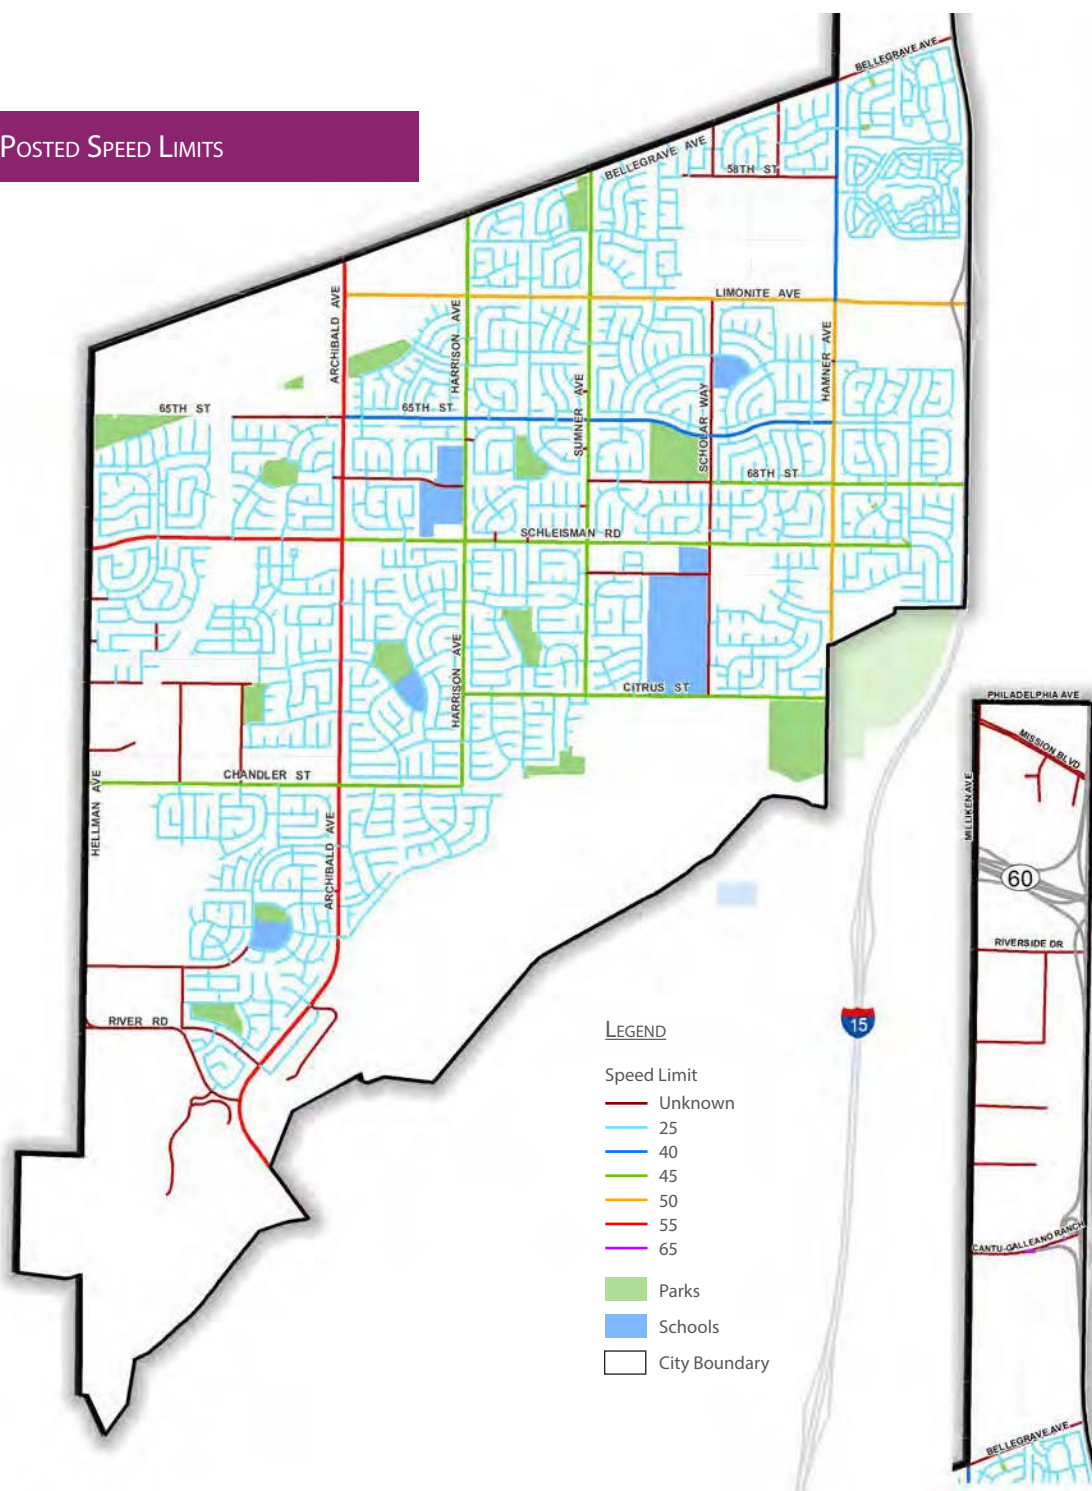 POSTED SPEED LIMITS
BELLEGRAVE AVE
BELLEGRAVE AVE
58TH ST
LIMONITE AVE
ARCHIBALD AVE
HARRISON AVE
HAMNER AVE
SUMNER AVE
SCHOLAR WAY
65TH ST
65TH ST
68TH ST
SCHLEISMAN RD
HARRISON AVE
CITRUS ST
PHILADELPHIA AVE
MISSION BLVD
CHANDLER ST
HELLMAN AVE
ARCHIBALD AVE
MILLIKEN AVE
60
RIVERSIDE DR
RIVER RD
15
LEGEND
Speed Limit
Unknown
25
40
45
50
55
65
Parks
Schools
City Boundary
CANTU-GALLEANO RANCH
BELLEGRAVE AVE